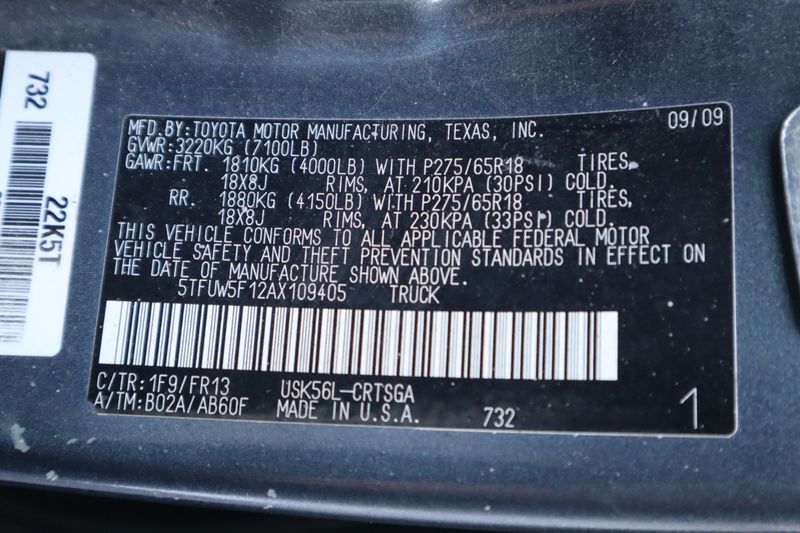 732
22K5T
MFD. BY: TOYOTA MOTOR MANUFACTURING, TEXAS, INC. 09/09
GVWR: 3220KG (7100LB)
GAWR: FRT. 1810KG (4000LB) WITH P275/65R18 TIRES,
18X8J RIMS, AT 210KPA (30PSI) COLD.
RR. 1880KG (4150LB) WITH P275/65R18 TIRES,
18X8J RIMS, AT 230KPA (33PSI) COLD.
THIS VEHICLE CONFORMS TO ALL APPLICABLE FEDERAL MOTOR
VEHICLE SAFETY AND THEFT PREVENTION STANDARDS IN EFFECT ON
THE DATE OF MANUFACTURE SHOWN ABOVE.
5TFUW5F12AX109405 TRUCK
C/TR: 1F9/FR13 USK56L-CRTSGA
A/TM: B02A/AB60F MADE IN U.S.A. 732 1